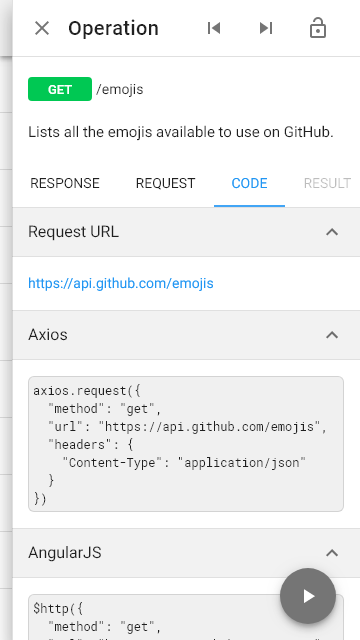 Operation
GET /emojis
Lists all the emojis available to use on GitHub.
RESPONSE REQUEST CODE RESULT
Request URL
https://api.github.com/emojis
Axios
axios.request({
  "method": "get",
  "url": "https://api.github.com/emojis",
  "headers": {
    "Content-Type": "application/json"
  }
})
AngularJS
$http({
  "method": "get",